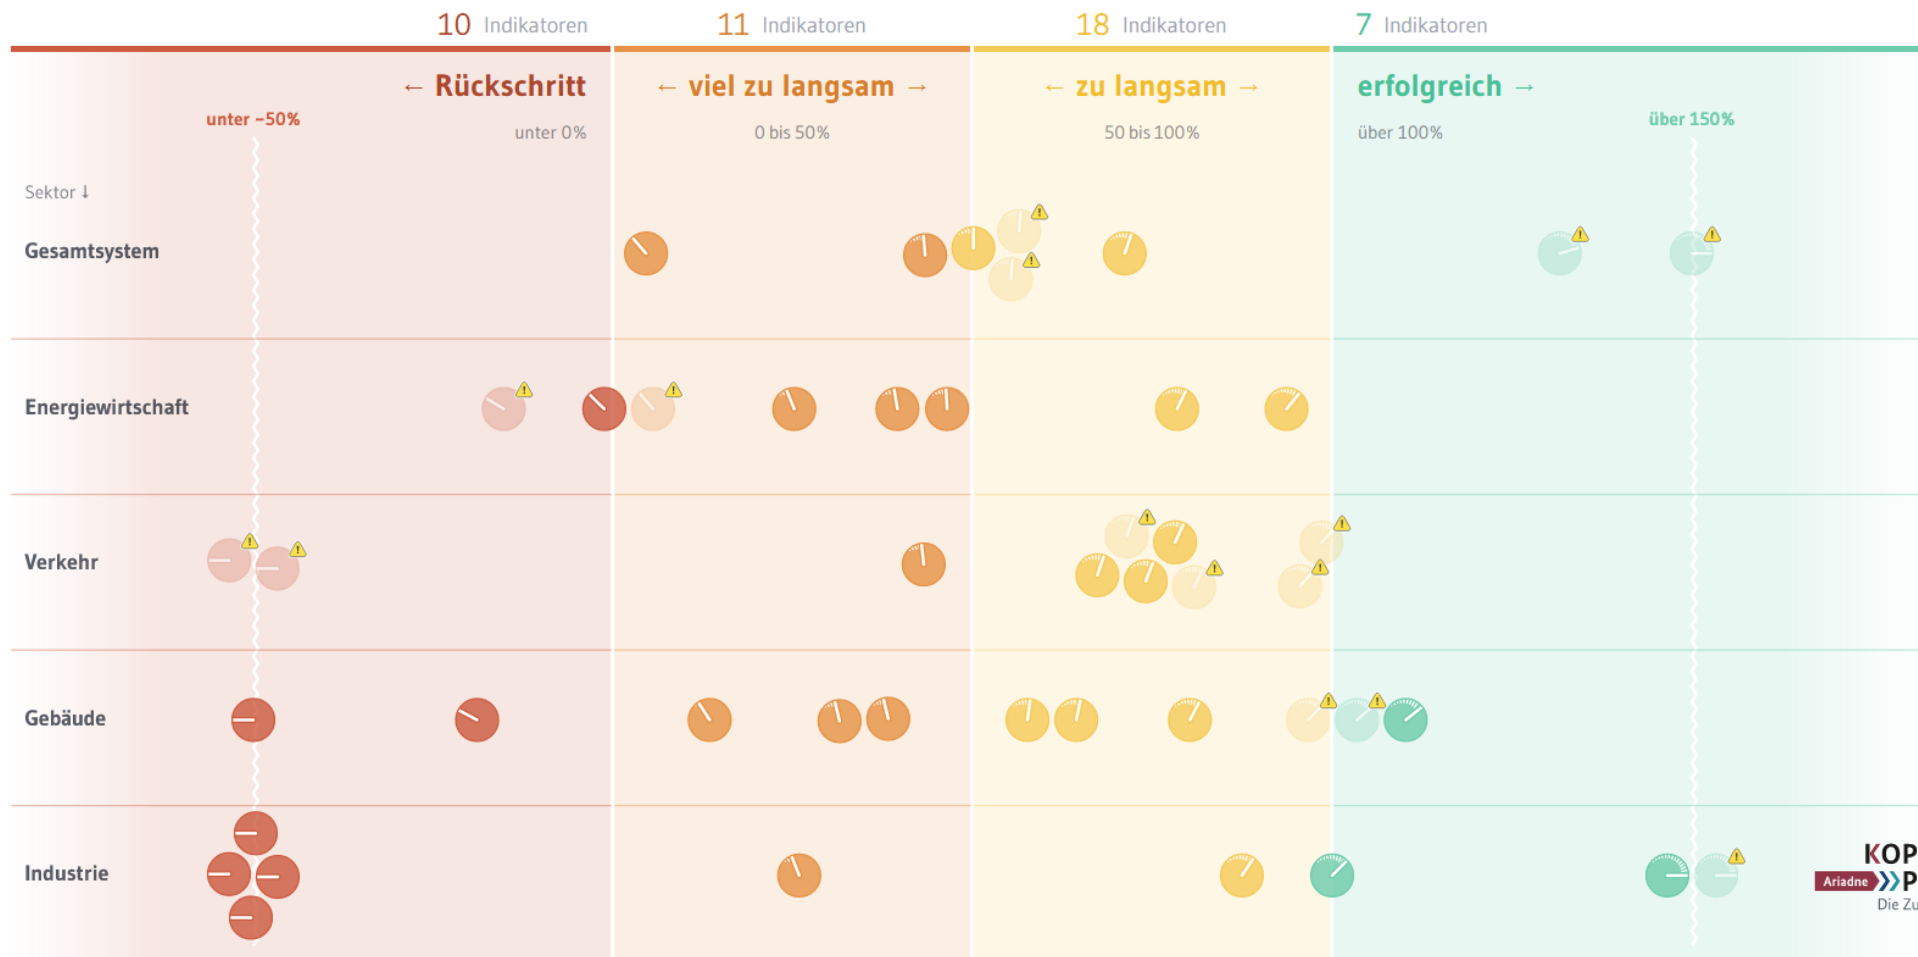 10 Indikatoren
11 Indikatoren
18 Indikatoren
7 Indikatoren
← Rückschritt
← viel zu langsam →
← zu langsam →
erfolgreich →
unter –50%
unter 0%
0 bis 50%
50 bis 100%
über 100%
über 150%
Sektor ↓
Gesamtsystem
Energiewirtschaft
Verkehr
Gebäude
Industrie
KOP
Ariadne P
Die Zu